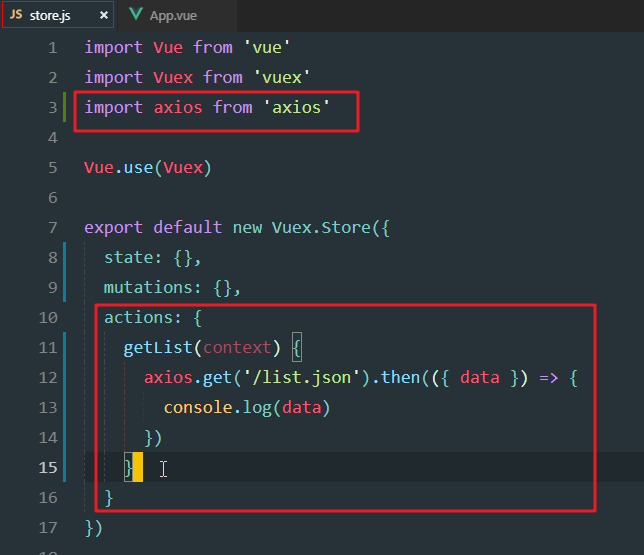 JS store.js × App.vue
1 import Vue from 'vue'
2 import Vuex from 'vuex'
3 import axios from 'axios'
4
5 Vue.use(Vuex)
6
7 export default new Vuex.Store({
8 state: {},
9 mutations: {},
10 actions: {
11 getList(context) {
12 axios.get('/list.json').then(({ data }) => {
13 console.log(data)
14 })
15 }
16 }
17 })
18